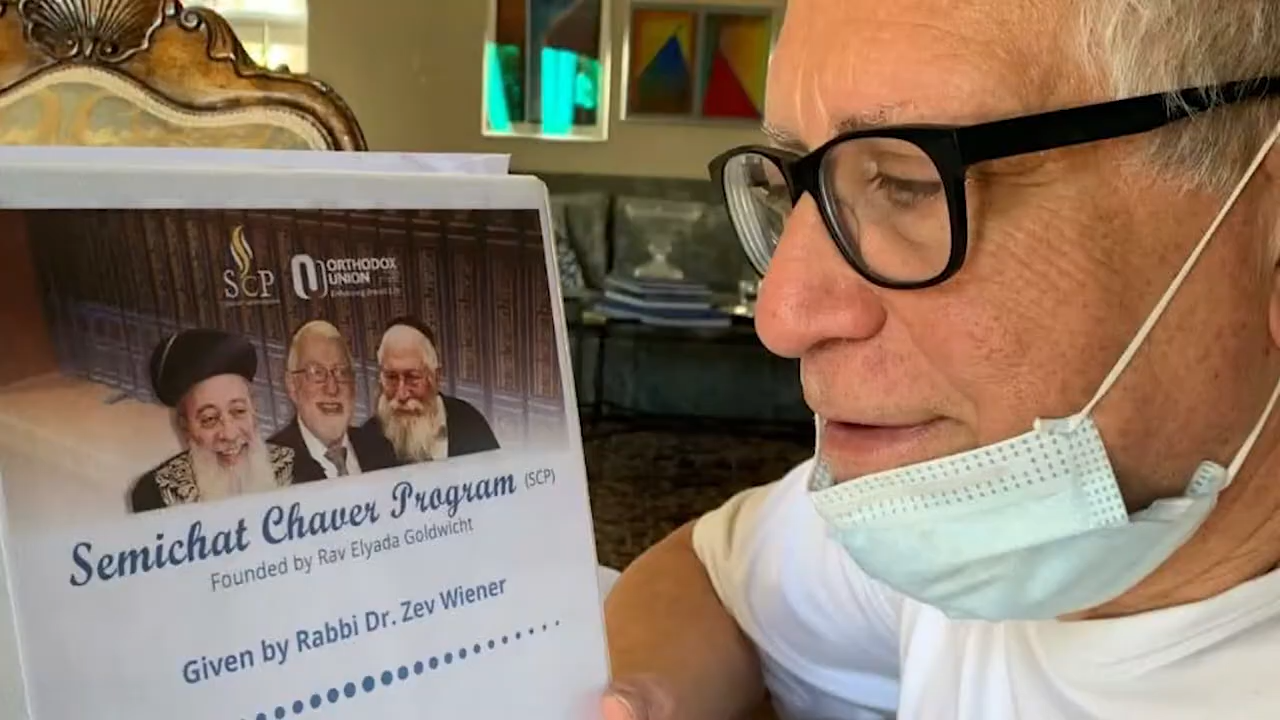 SCP
ORTHODOX
UNION
Enhancing Jewish Life
Semichat Chaver Program (SCP)
Founded by Rav Elyada Goldwicht
Given by Rabbi Dr. Zev Wiener